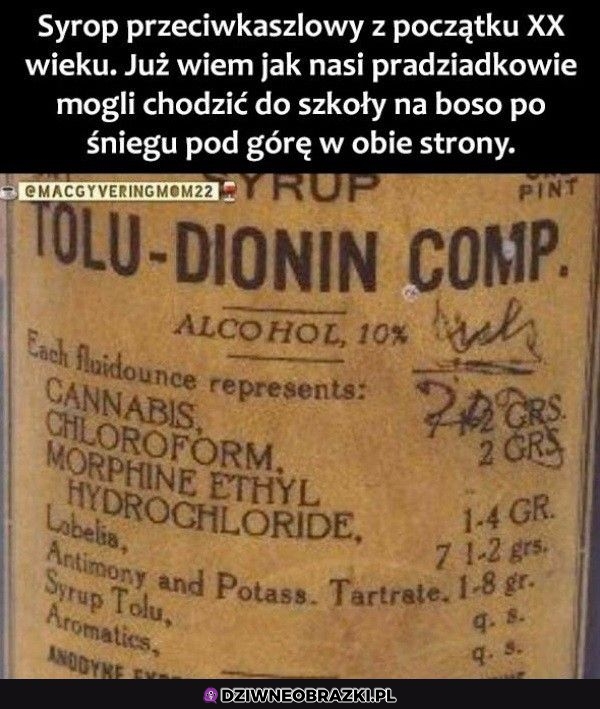 Syrop przeciwkaszlowy z początku XX
wieku. Już wiem jak nasi pradziadkowie
mogli chodzić do szkoły na boso po
śniegu pod górę w obie strony.
@MACGYVERINGMOM22
SYRUP PINT
TOLU-DIONIN COMP.
ALCOHOL, 10%
Each fluidounce represents:
CANNABIS, GRS.
CHLOROFORM, 2 GRS
MORPHINE ETHYL
HYDROCHLORIDE, 1-4 GR.
Lobelia, 7 1-2 grs.
Antimony and Potass. Tartrate, 1-8 gr.
Syrup Tolu, q. s.
Aromatics, q. s.
ANODYNE
DZIWNEOBRAZKI.PL